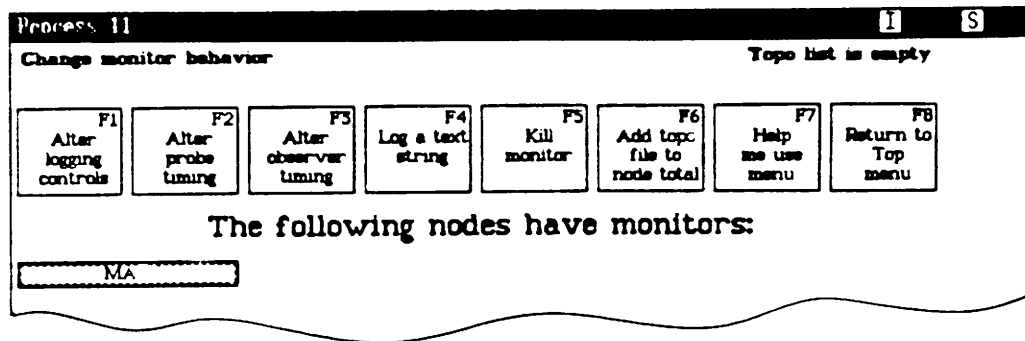 Process 11 I S
Change monitor behavior Topo list is empty
F1 F2 F3 F4 F5 F6 F7 F8
Alter Alter Alter Log a text Kill Add topo Help Return to
logging probe observer string monitor file to me use Top
controls timing timing node total menu menu
The following nodes have monitors:
MA